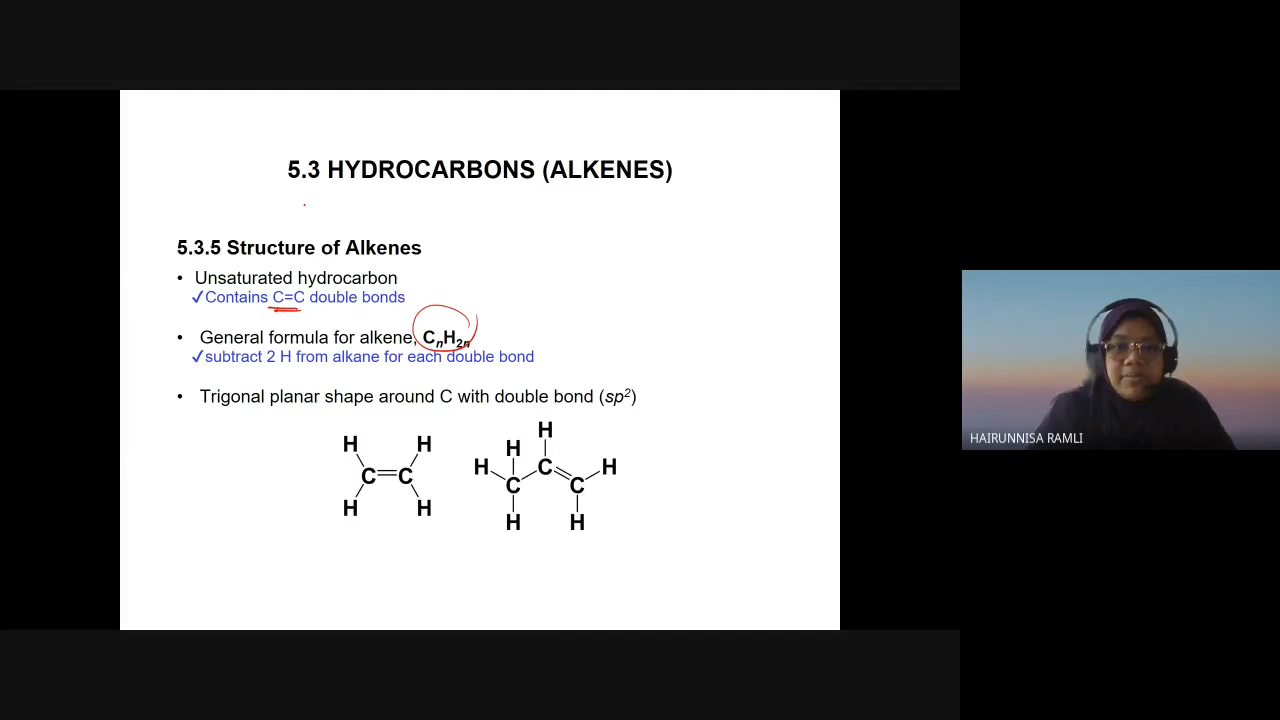 5.3 HYDROCARBONS (ALKENES)
5.3.5 Structure of Alkenes
• Unsaturated hydrocarbon
✓Contains C=C double bonds
• General formula for alkene, CnH2n
✓subtract 2 H from alkane for each double bond
• Trigonal planar shape around C with double bond (sp²)
H H
C=C
H H
H
H
H C H
C C
H H
HAIRUNNISA RAMLI